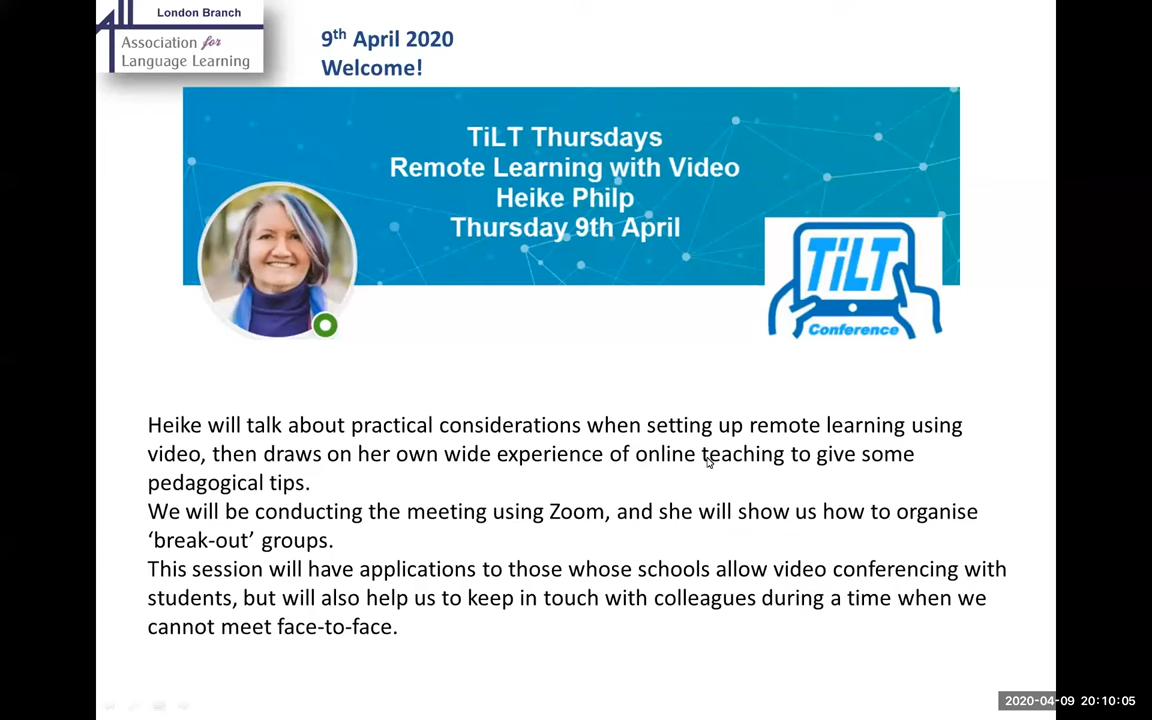 London Branch
Association for
Language Learning
9th April 2020
Welcome!
TiLT Thursdays
Remote Learning with Video
Heike Philp
Thursday 9th April
TiLT
Conference
Heike will talk about practical considerations when setting up remote learning using
video, then draws on her own wide experience of online teaching to give some
pedagogical tips.
We will be conducting the meeting using Zoom, and she will show us how to organise
‘break-out’ groups.
This session will have applications to those whose schools allow video conferencing with
students, but will also help us to keep in touch with colleagues during a time when we
cannot meet face-to-face.
2020-04-09 20:10:05